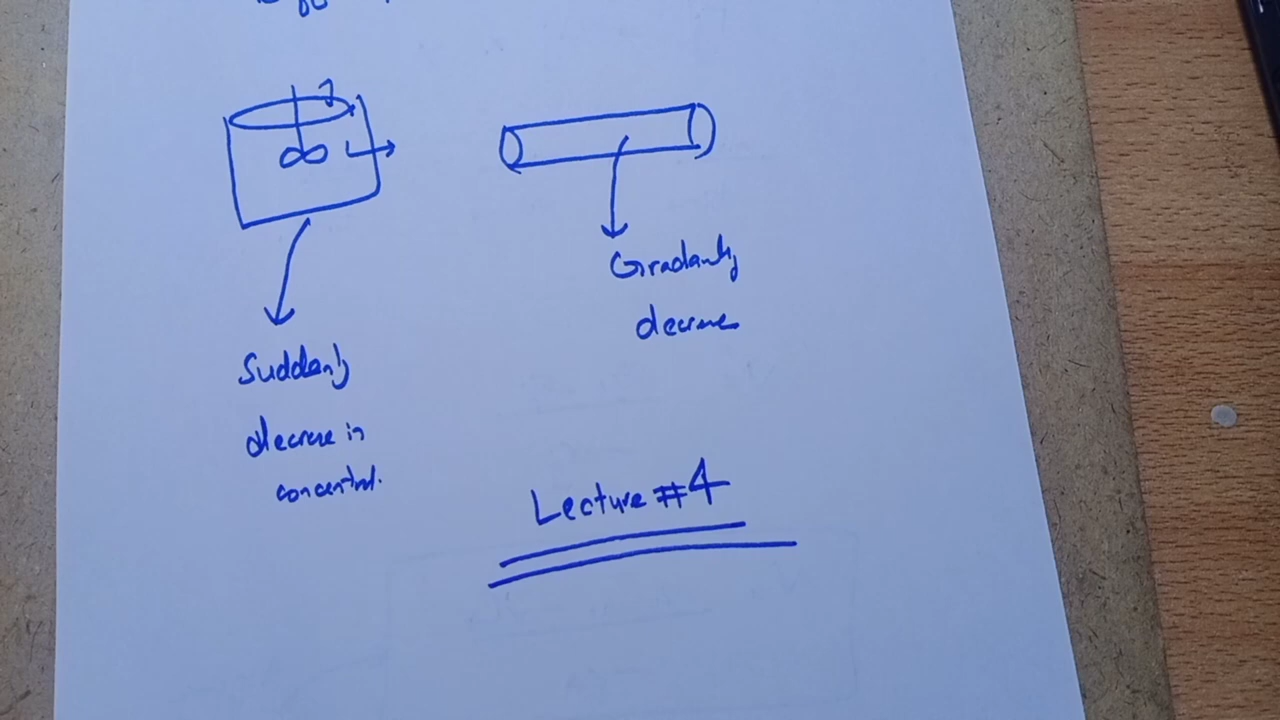 Suddenly
decrease in
concentrat.
Gradually
decrease
Lecture #4